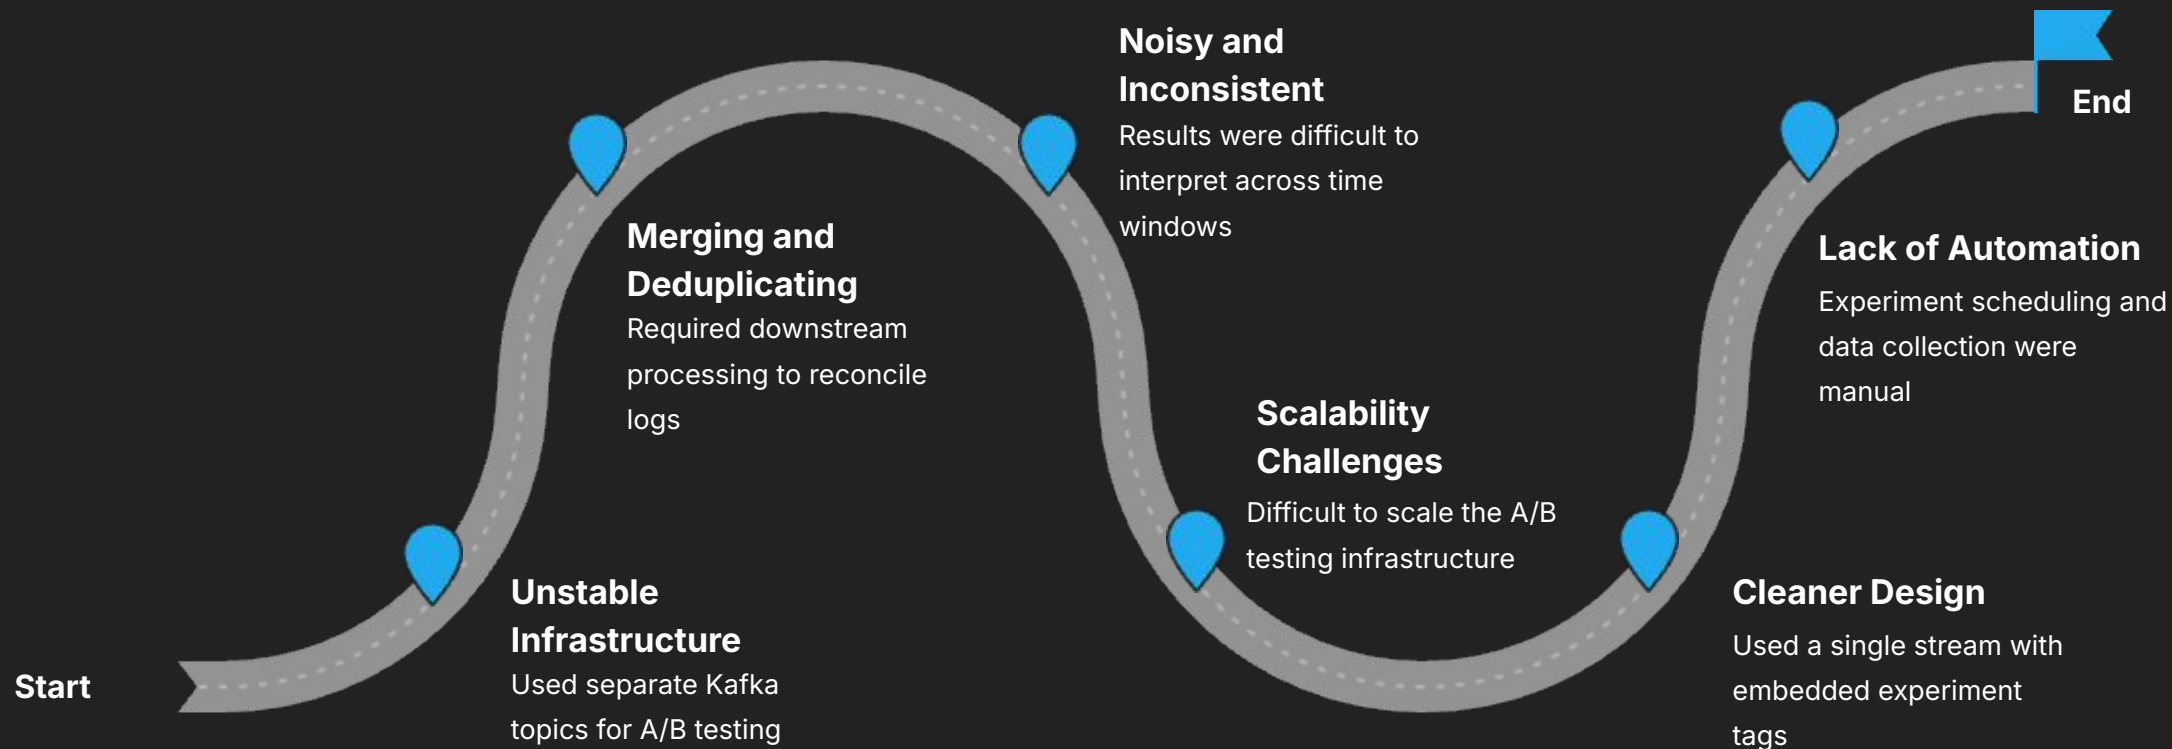 Start
Unstable
Infrastructure
Used separate Kafka
topics for A/B testing
Merging and
Deduplicating
Required downstream
processing to reconcile
logs
Noisy and
Inconsistent
Results were difficult to
interpret across time
windows
Scalability
Challenges
Difficult to scale the A/B
testing infrastructure
Cleaner Design
Used a single stream with
embedded experiment
tags
Lack of Automation
Experiment scheduling and
data collection were
manual
End